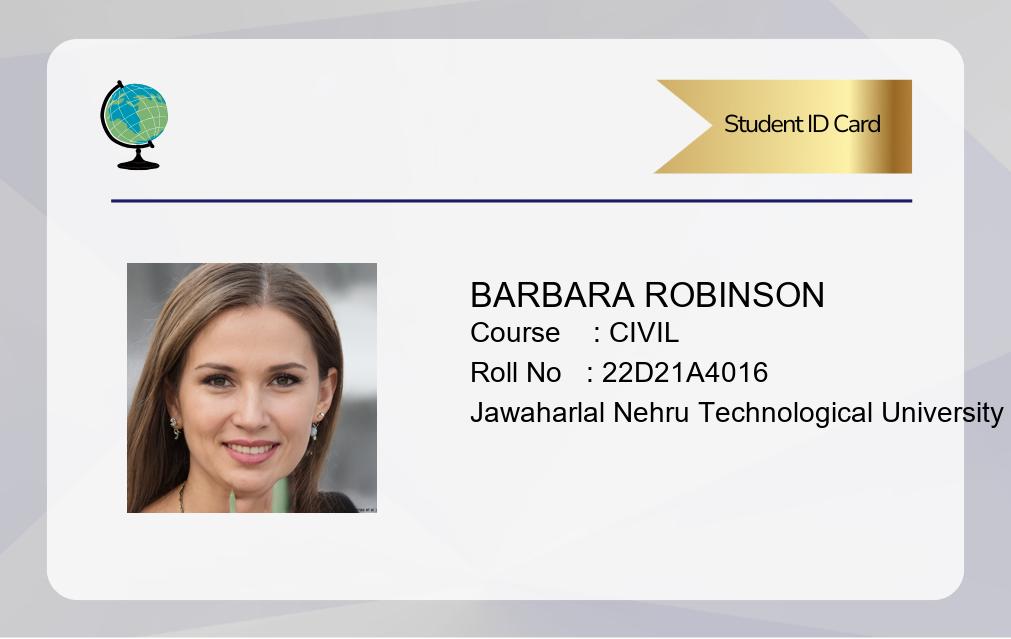 Student ID Card
BARBARA ROBINSON
Course : CIVIL
Roll No : 22D21A4016
Jawaharlal Nehru Technological University